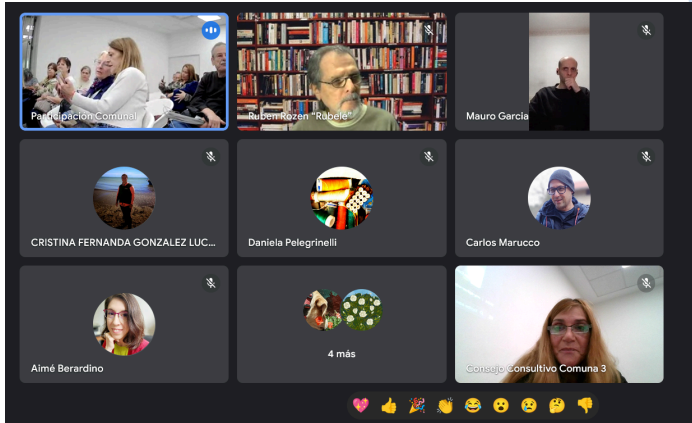 Participación Comunal
Ruben Rozen "Rubele"
Mauro Garcia
CRISTINA FERNANDA GONZALEZ LUC...
Daniela Pelegrinelli
Carlos Marucco
Aimé Berardino
4 más
Consejo Consultivo Comuna 3